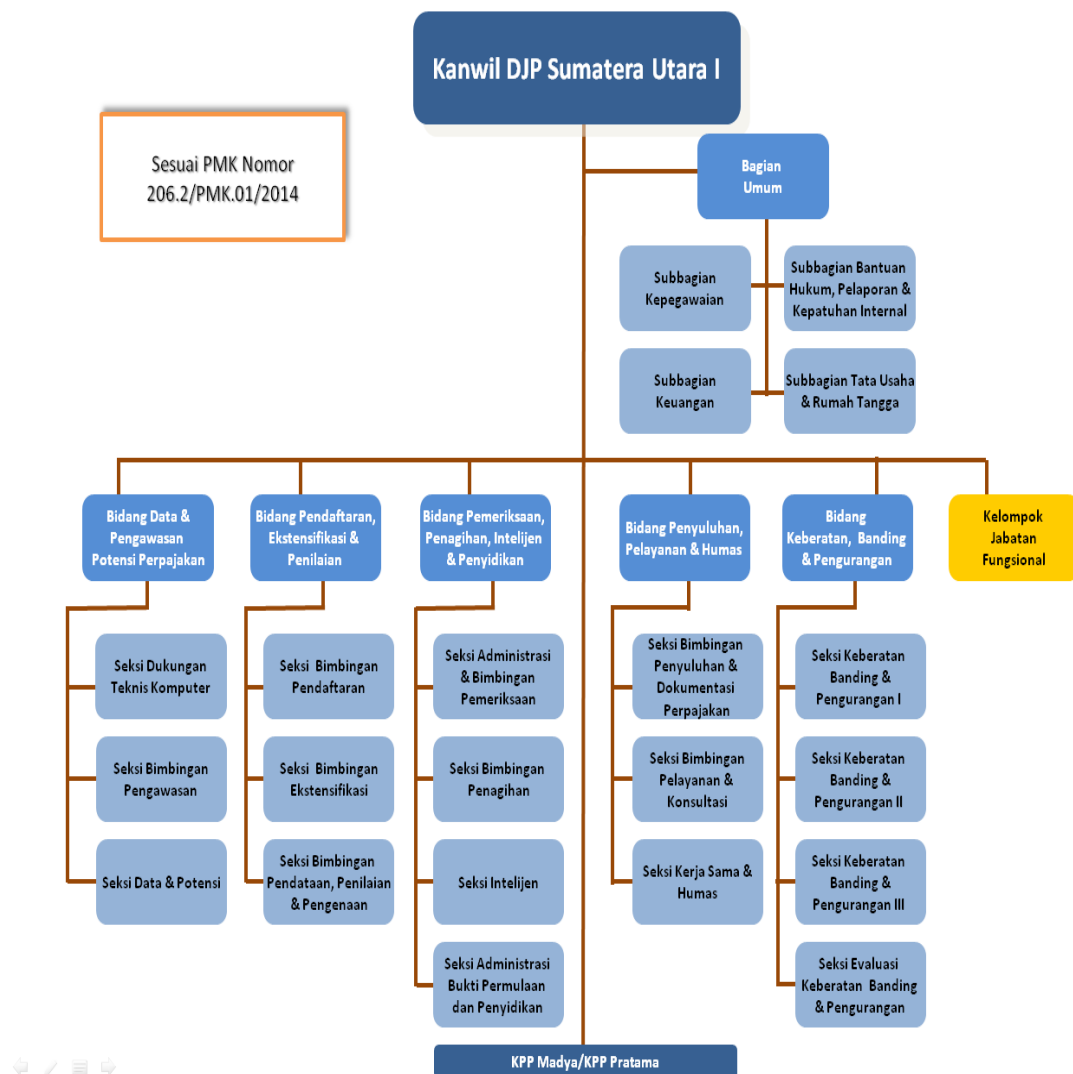 Kanwil DJP Sumatera Utara I
Sesuai PMK Nomor
206.2/PMK.01/2014
Bagian
Umum
Subbagian
Kepegawaian
Subbagian Bantuan
Hukum, Pelaporan &
Kepatuhan Internal
Subbagian
Keuangan
Subbagian Tata Usaha
& Rumah Tangga
Bidang Data &
Pengawasan
Potensi Perpajakan
Bidang Pendaftaran,
Ekstensifikasi &
Penilaian
Bidang Pemeriksaan,
Penagihan, Intelijen
& Penyidikan
Bidang Penyuluhan,
Pelayanan & Humas
Bidang
Keberatan, Banding
& Pengurangan
Kelompok
Jabatan
Fungsional
Seksi Dukungan
Teknis Komputer
Seksi Bimbingan
Pengawasan
Seksi Data & Potensi
Seksi Bimbingan
Pendaftaran
Seksi Bimbingan
Ekstensifikasi
Seksi Bimbingan
Pendataan, Penilaian
& Pengenaan
Seksi Administrasi
& Bimbingan
Pemeriksaan
Seksi Bimbingan
Penagihan
Seksi Intelijen
Seksi Administrasi
Bukti Permulaan
dan Penyidikan
Seksi Bimbingan
Penyuluhan &
Dokumentasi
Perpajakan
Seksi Bimbingan
Pelayanan &
Konsultasi
Seksi Kerja Sama &
Humas
Seksi Keberatan
Banding &
Pengurangan I
Seksi Keberatan
Banding &
Pengurangan II
Seksi Keberatan
Banding &
Pengurangan III
Seksi Evaluasi
Keberatan Banding
& Pengurangan
KPP Madya/KPP Pratama